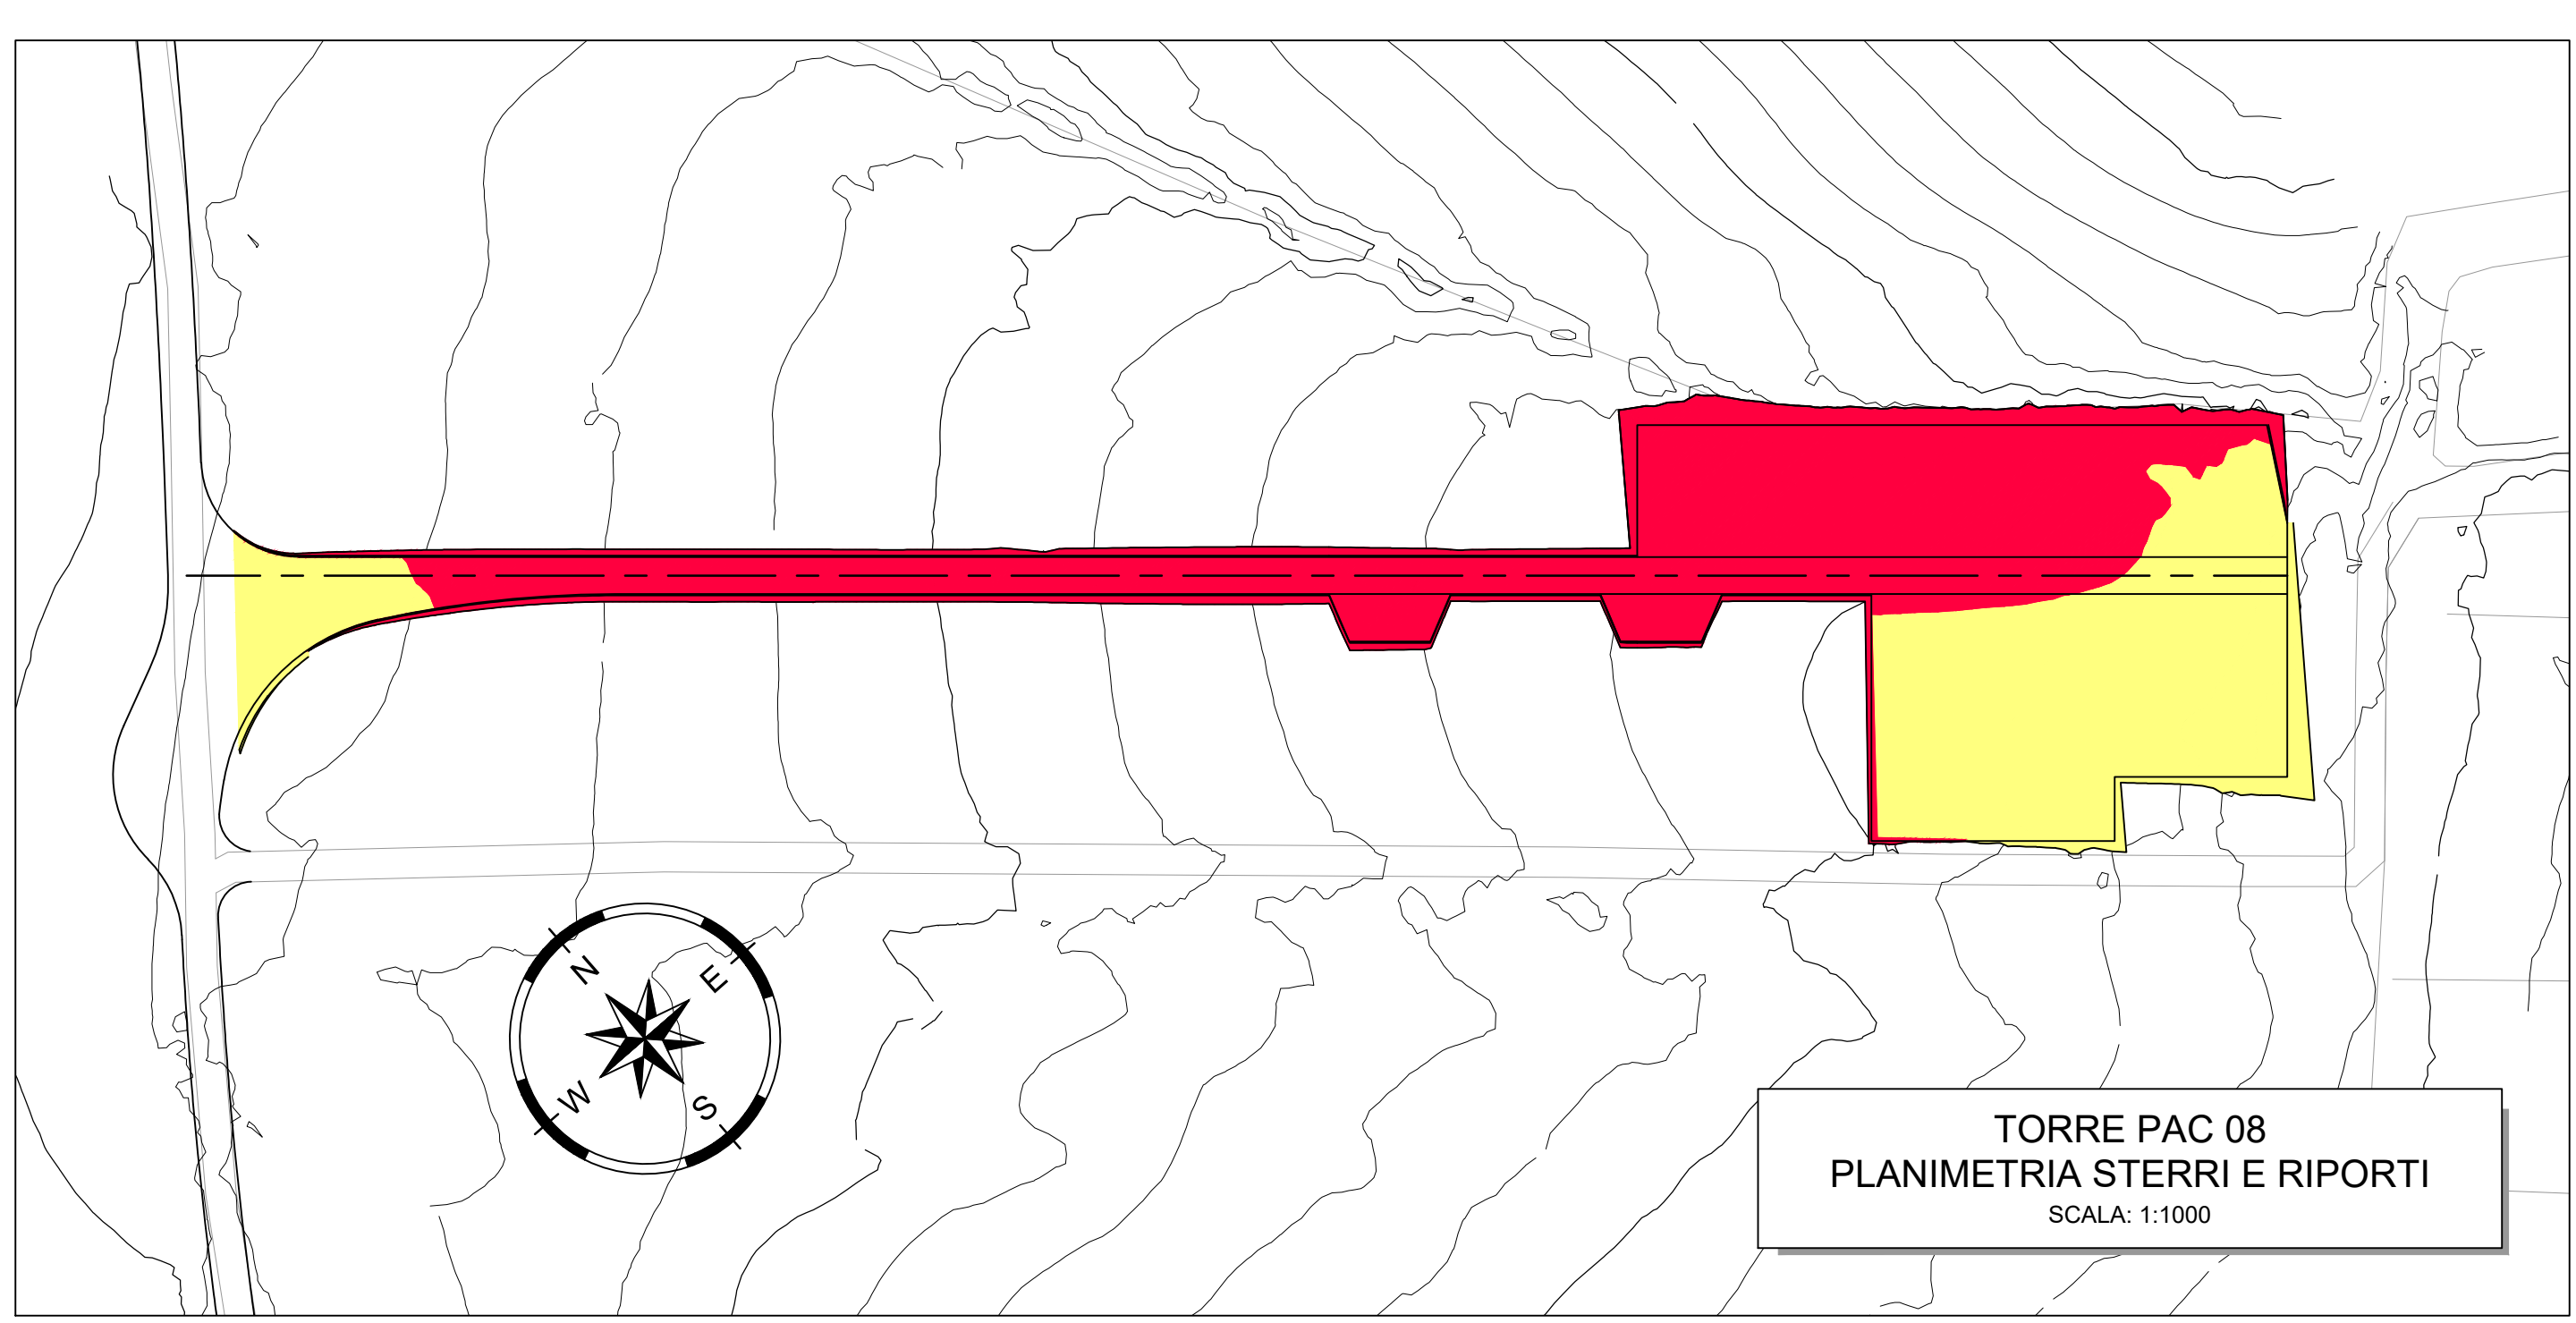 N
E
W
S
TORRE PAC 08
PLANIMETRIA STERRI E RIPORTI
SCALA: 1:1000